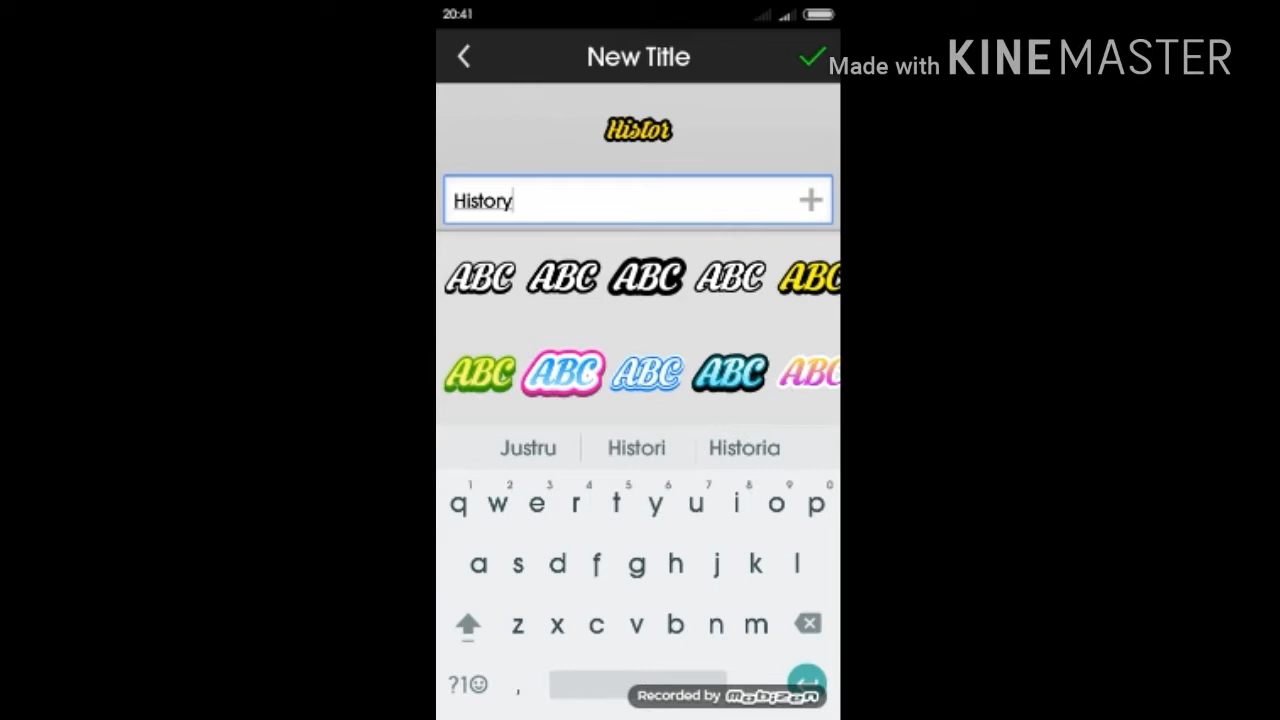 20:41
New Title
Made with KINEMASTER
Histor
History
ABC ABC ABC ABC ABC
ABC ABC ABC ABC ABC
Justru Histori Historia
1 2 3 4 5 6 7 8 9 0
q w e r t y u i o p
a s d f g h j k l
z x c v b n m
?1☺ ,
Recorded by mobizen